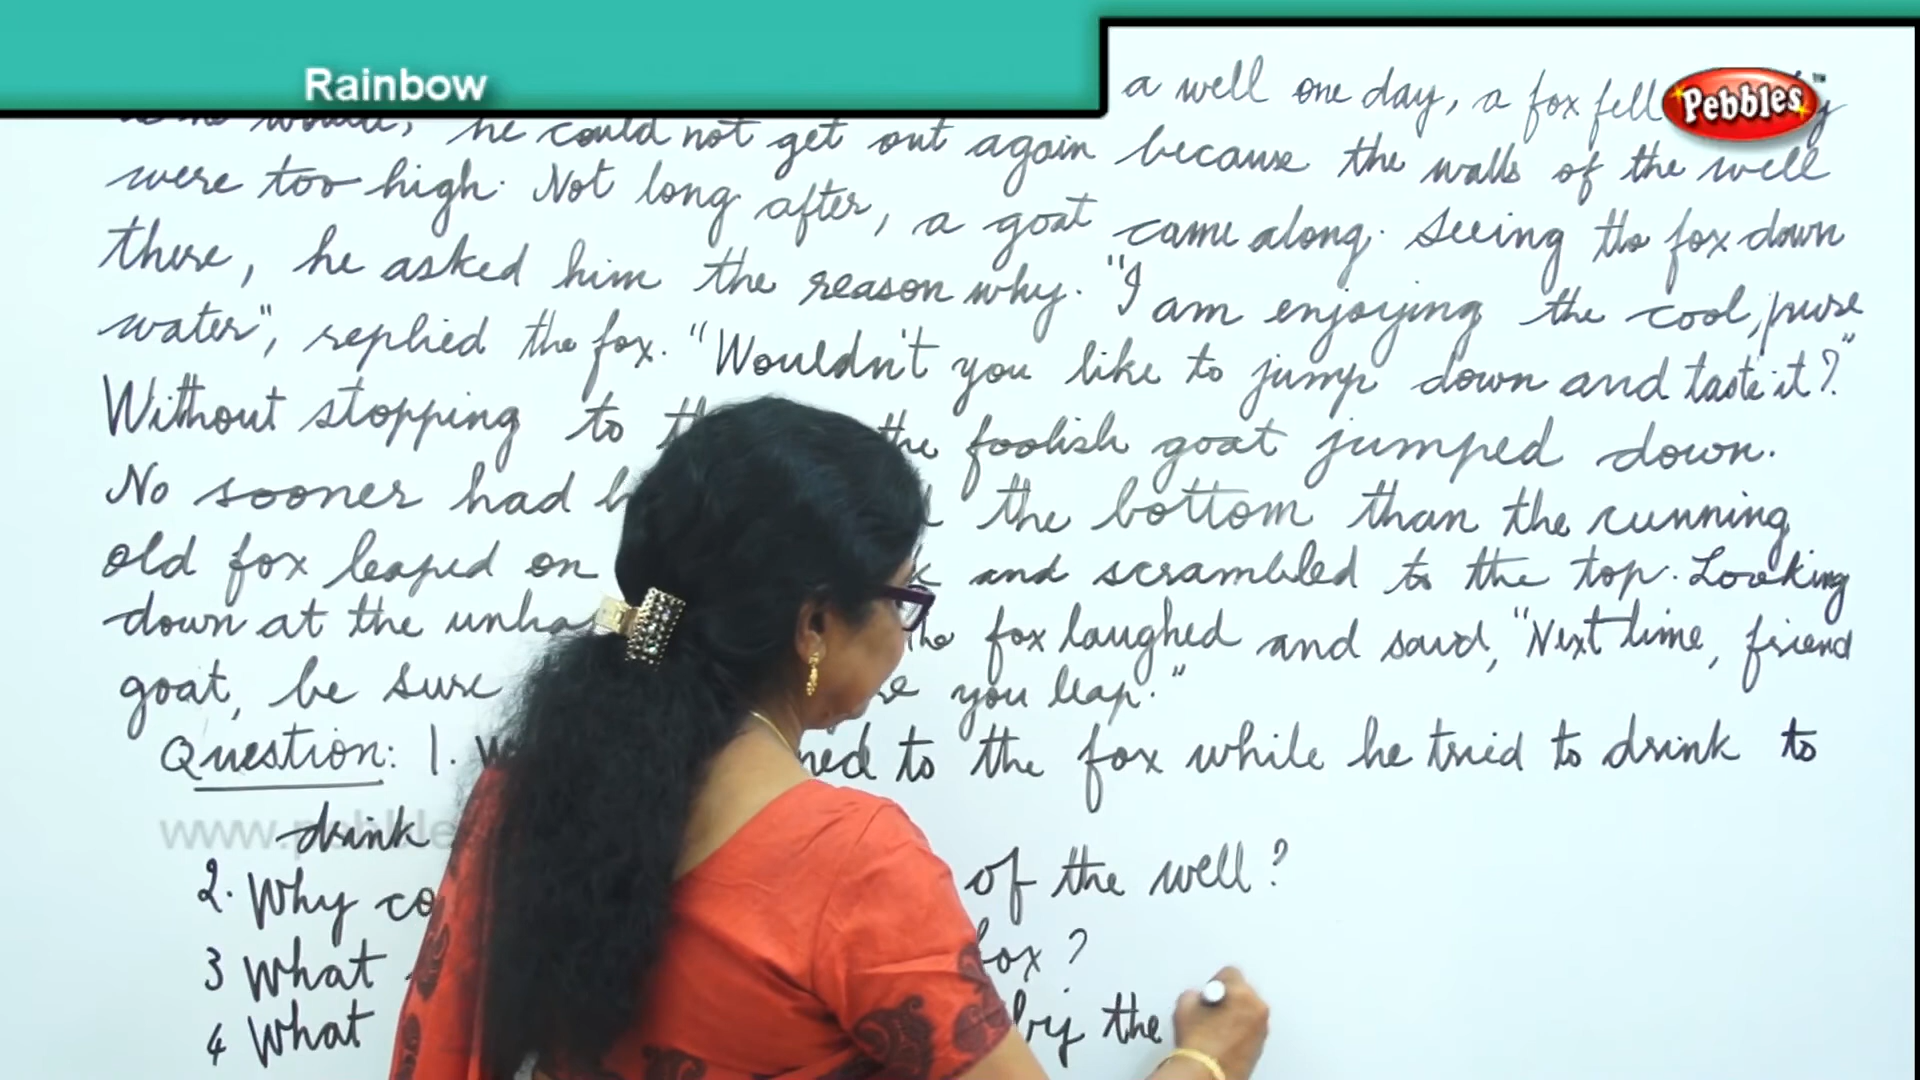 Rainbow
a well one day, a fox fell
Pebbles
he could not get out again because the walls of the well
were too high. Not long after, a goat came along. Seeing the fox down
there, he asked him the reason why. "I am enjoying the cool, pure
water", replied the fox. "Wouldn't you like to jump down and taste it?"
Without stopping to the foolish goat jumped down.
No sooner had the bottom than the cunning
old fox leaped on and scrambled to the top. Looking
down at the fox laughed and said, "Next time, friend
goat, be sure you leap."
Question: 1. to the fox while he tried to drink to
drink
2. Why of the well?
3 What fox?
4 What by the